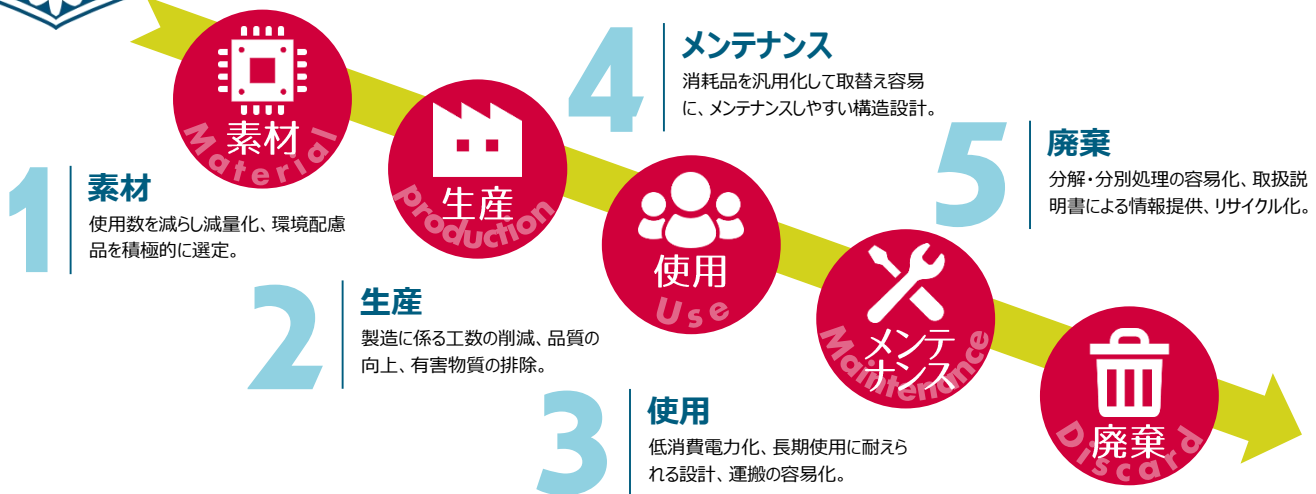 素材
Material
1
素材
使用数を減らし減量化、環境配慮
品を積極的に選定。
生産
production
2
生産
製造に係る工数の削減、品質の
向上、有害物質の排除。
使用
Use
3
使用
低消費電力化、長期使用に耐えら
れる設計、運搬の容易化。
4
メンテナンス
消耗品を汎用化して取替え容易
に、メンテナンスしやすい構造設計。
メンテ
ナンス
Maintenance
5
廃棄
分解・分別処理の容易化、取扱説
明書による情報提供、リサイクル化。
廃棄
Discard